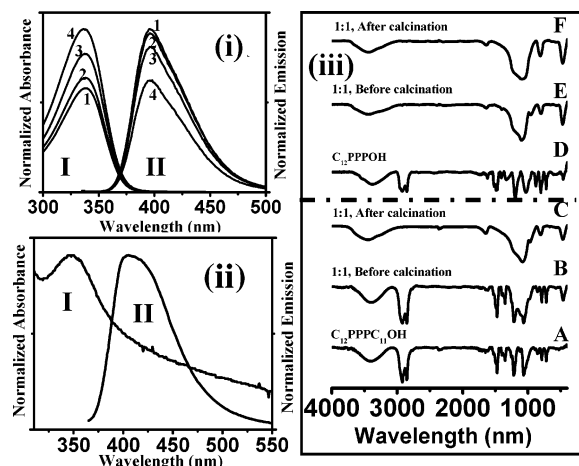 (i)
Normalized Absorbance
Normalized Emission
4
3
2
1
1
2
3
4
I
II
300 350 400 450 500
Wavelength (nm)
(ii)
Normalized Absorbance
Normalized Emission
I
II
350 400 450 500 550
Wavelength (nm)
(iii)
1:1, After calcination F
1:1, Before calcination E
C12PPPOH D
1:1, After calcination C
1:1, Before calcination B
C12PPPC11OH A
4000 3000 2000 1000
Wavelength (nm)